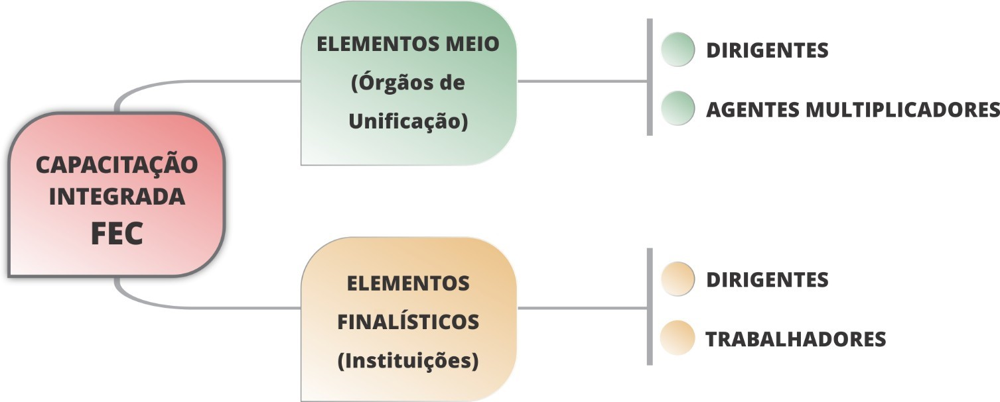 CAPACITAÇÃO
INTEGRADA
FEC
ELEMENTOS MEIO
(Órgãos de
Unificação)
DIRIGENTES
AGENTES MULTIPLICADORES
ELEMENTOS
FINALÍSTICOS
(Instituições)
DIRIGENTES
TRABALHADORES